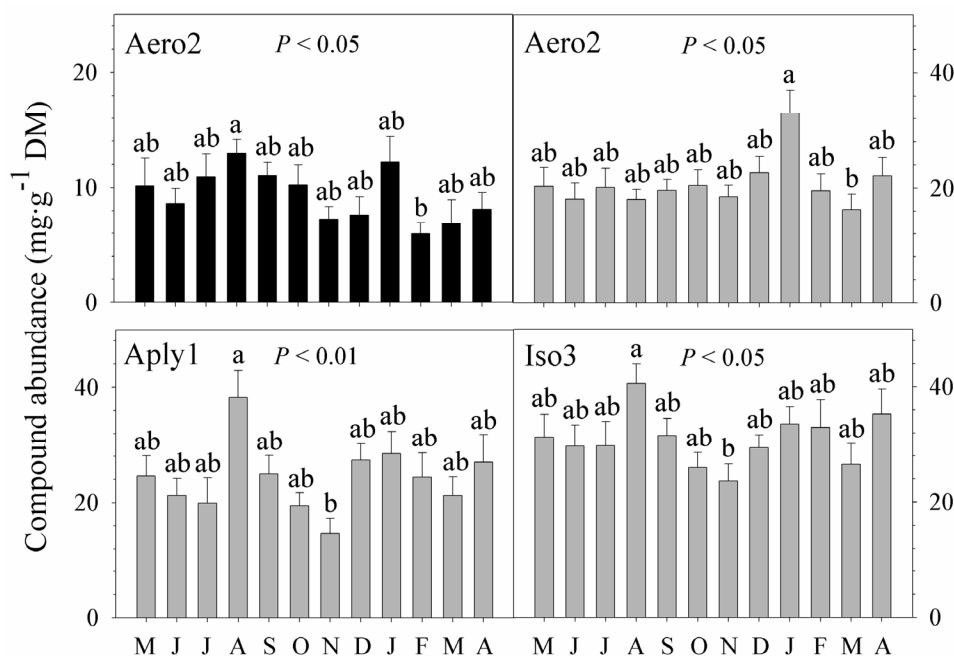 Compound abundance (mg·g⁻¹ DM)
Aero2 P < 0.05
20
10
0
ab ab ab a ab ab ab ab ab b ab ab
Aero2 P < 0.05
40
20
0
ab ab ab ab ab ab ab ab a ab b ab
Aply1 P < 0.01
40
20
0
ab ab ab a ab ab b ab ab ab ab ab
M J J A S O N D J F M A
Iso3 P < 0.05
40
20
0
ab ab ab a ab ab b ab ab ab ab ab
M J J A S O N D J F M A